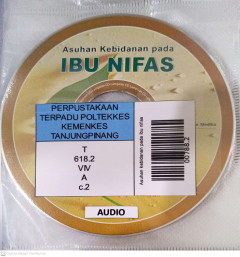 Asuhan Kebidanan pada
IBU NIFAS
PERPUSTAKAAN
TERPADU POLTEKKES
KEMENKES
TANJUNGPINANG
T
618.2
VIV
A
c.2
Asuhan kebidanan pada ibu nifas
00788.2
AUDIO